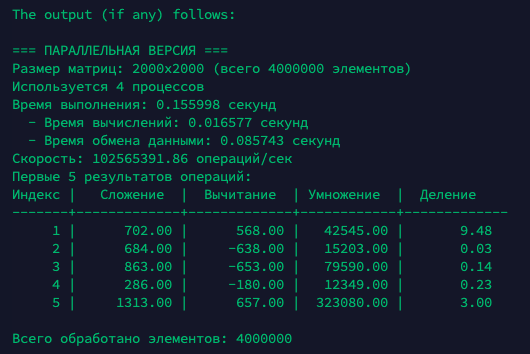 The output (if any) follows:
=== ПАРАЛЛЕЛЬНАЯ ВЕРСИЯ ===
Размер матриц: 2000x2000 (всего 4000000 элементов)
Используется 4 процессов
Время выполнения: 0.155998 секунд
  - Время вычислений: 0.016577 секунд
  - Время обмена данными: 0.085743 секунд
Скорость: 102565391.86 операций/сек
Первые 5 результатов операций:
Индекс |   Сложение  |  Вычитание  | Умножение  |  Деление
-------+-------------+-------------+------------+-------------
     1 |      702.00 |      568.00 |   42545.00 |       9.48
     2 |      684.00 |     -638.00 |   15203.00 |       0.03
     3 |      863.00 |     -653.00 |   79590.00 |       0.14
     4 |      286.00 |     -180.00 |   12349.00 |       0.23
     5 |     1313.00 |      657.00 |  323080.00 |       3.00
Всего обработано элементов: 4000000